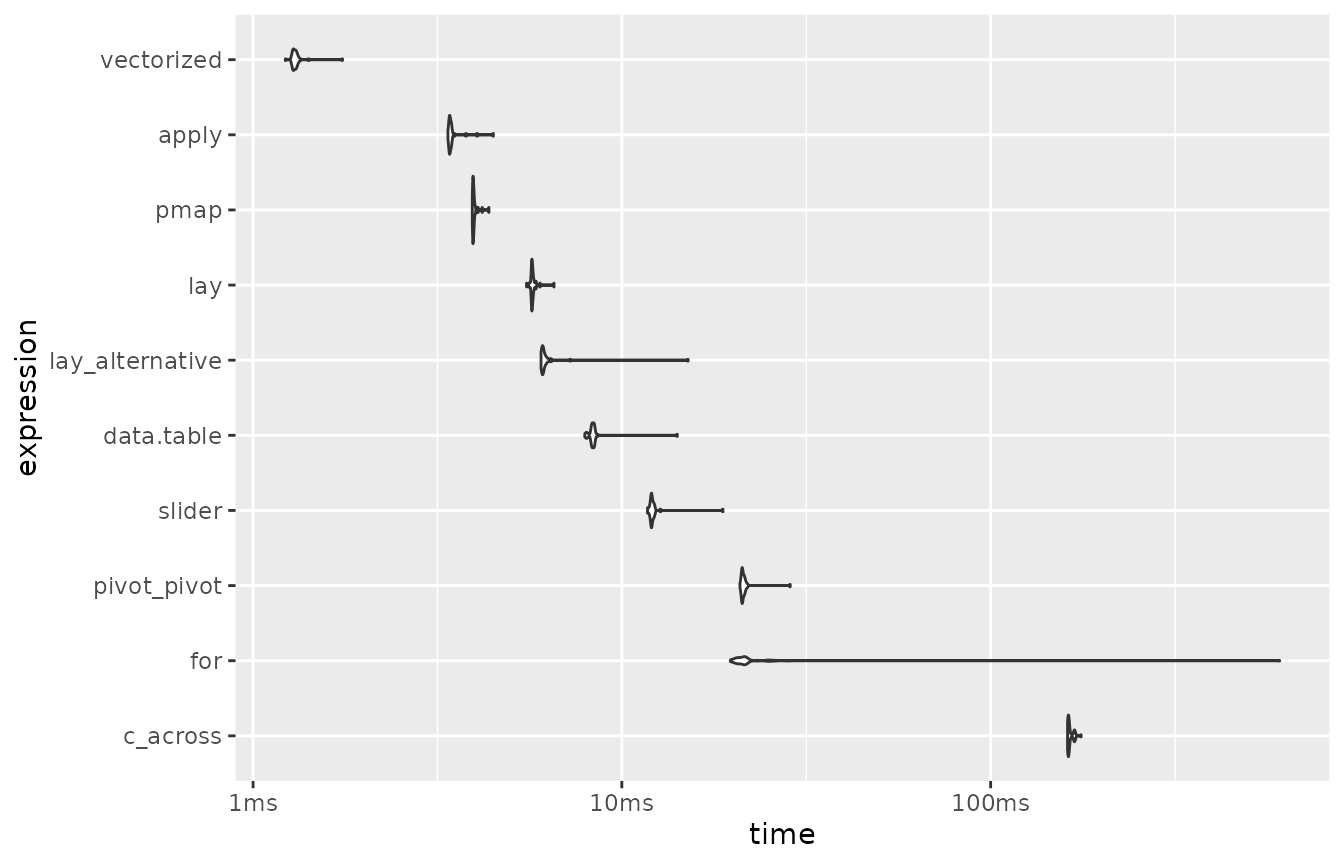 vectorized
apply
pmap
lay
lay_alternative
data.table
slider
pivot_pivot
for
c_across
expression
1ms 10ms 100ms
time